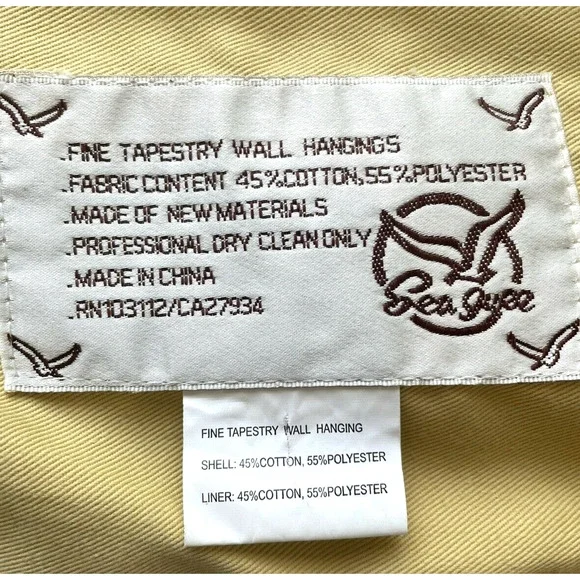 .FINE TAPESTRY WALL HANGINGS
.FABRIC CONTENT 45%COTTON,55%POLYESTER
.MADE OF NEW MATERIALS
.PROFESSIONAL DRY CLEAN ONLY
.MADE IN CHINA
.RN103112/CA27934
Sea
FINE TAPESTRY WALL HANGING
SHELL: 45%COTTON, 55%POLYESTER
LINER: 45%COTTON, 55%POLYESTER